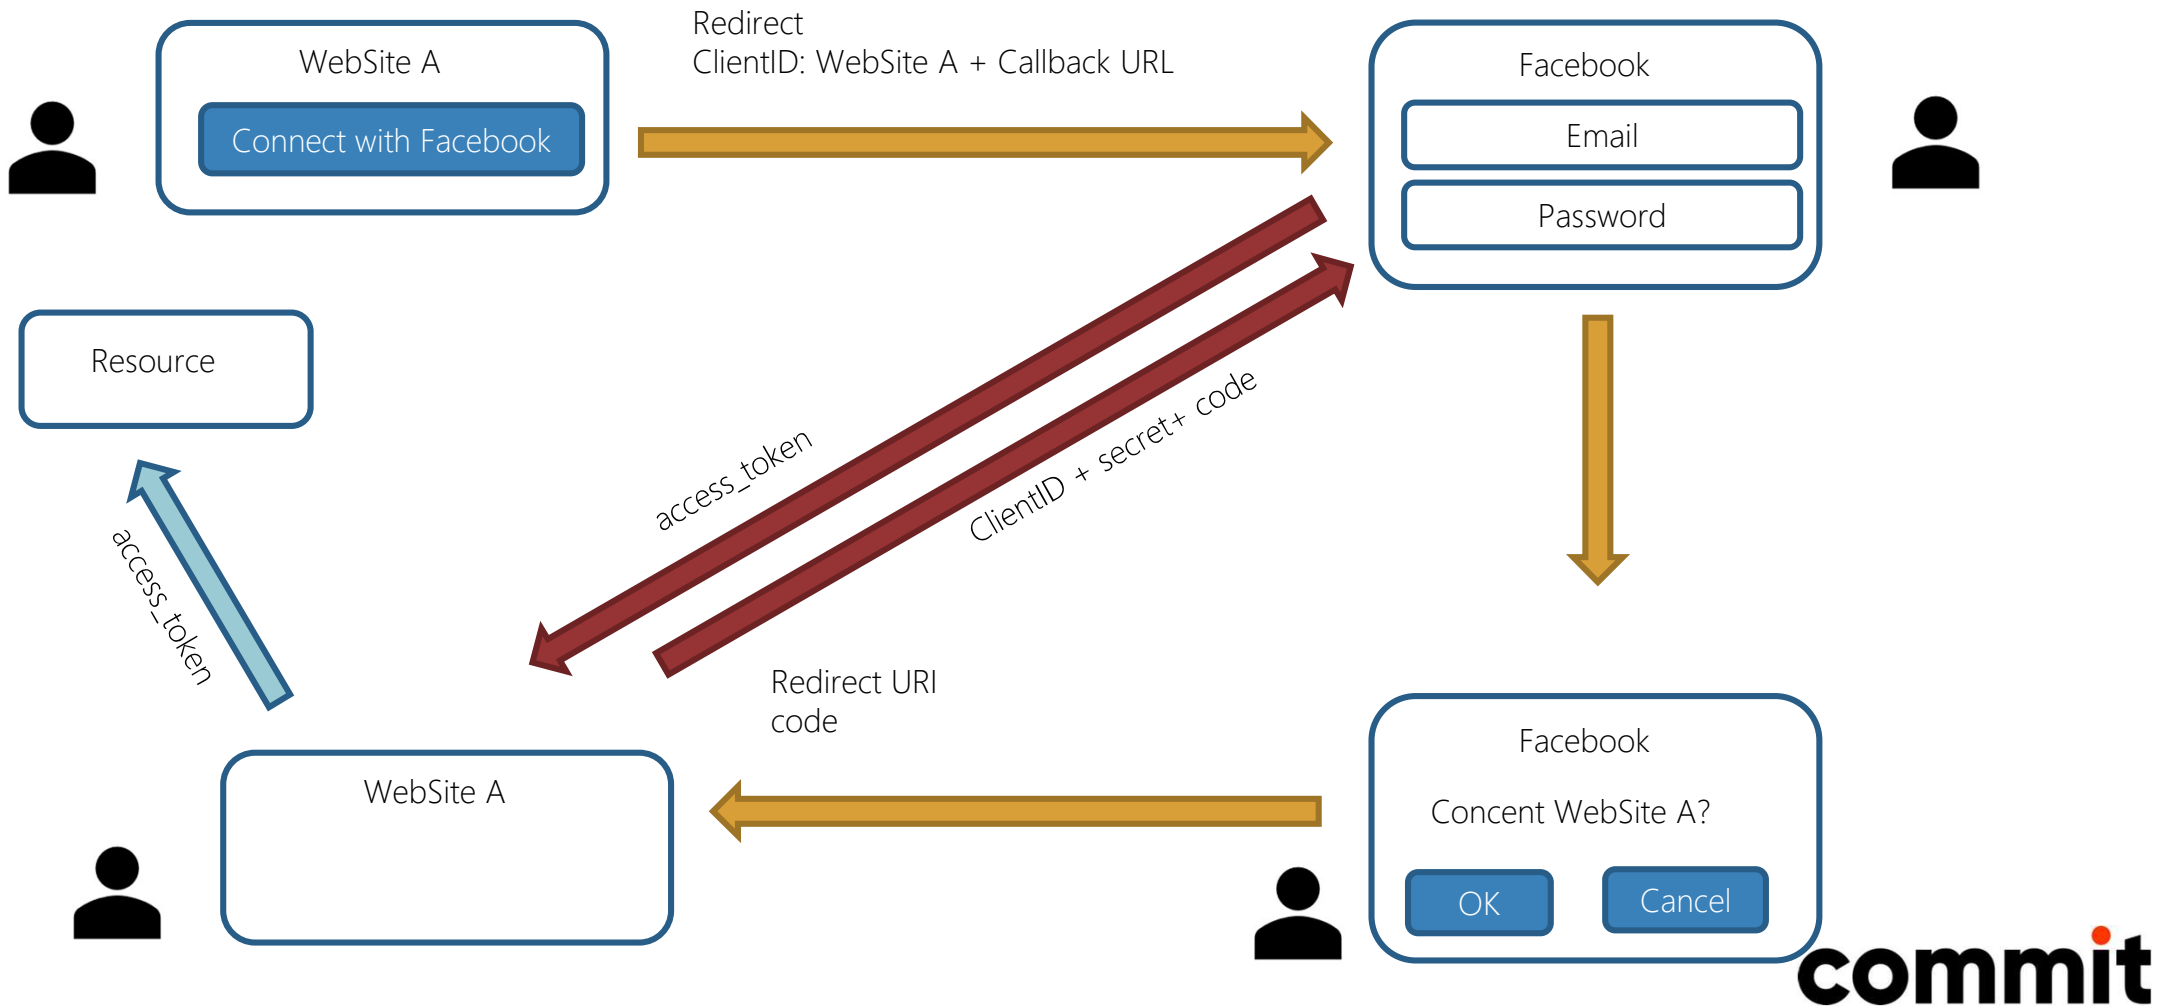 Redirect
ClientID: WebSite A + Callback URL
WebSite A
Connect with Facebook
Facebook
Email
Password
Resource
access_token
ClientID + secret+ code
access_token
Redirect URI
code
WebSite A
Facebook
Concent WebSite A?
OK
Cancel
commit